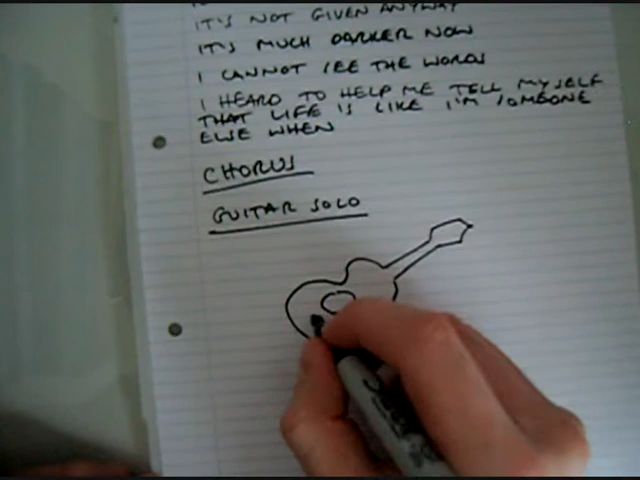 IT'S NOT GIVEN ANYWAY
IT'S MUCH DARKER NOW
I CANNOT SEE THE WORDS
I HEARD TO HELP ME TELL MYSELF
THAT LIFE IS LIKE I'M SOMEONE
ELSE WHEN
CHORUS
GUITAR SOLO